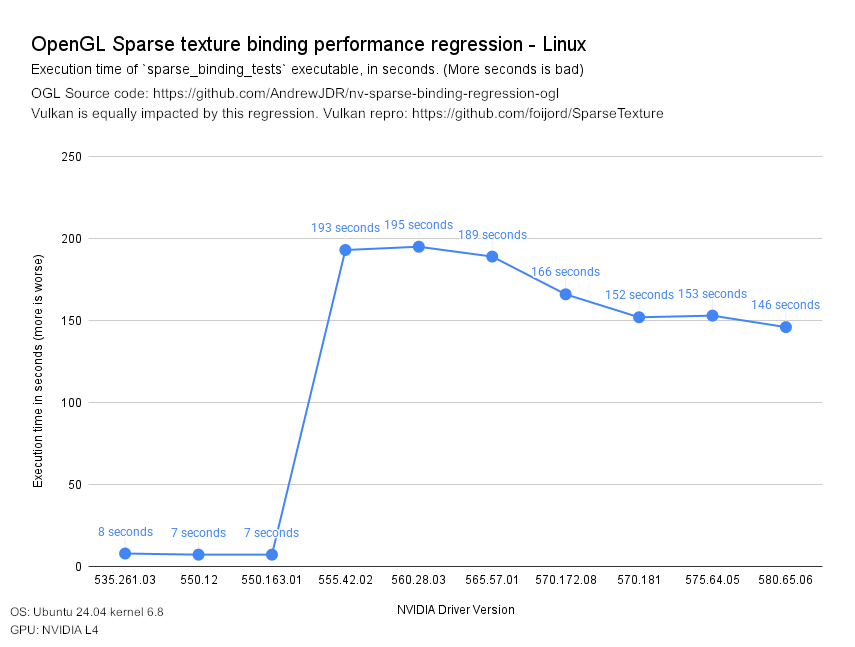 OpenGL Sparse texture binding performance regression - Linux
Execution time of `sparse_binding_tests` executable, in seconds. (More seconds is bad)
OGL Source code: https://github.com/AndrewJDR/nv-sparse-binding-regression-ogl
Vulkan is equally impacted by this regression. Vulkan repro: https://github.com/foijord/SparseTexture
Execution time in seconds (more is worse)
250
200
150
100
50
0
8 seconds
7 seconds
7 seconds
193 seconds
195 seconds
189 seconds
166 seconds
152 seconds
153 seconds
146 seconds
535.261.03 550.12 550.163.01 555.42.02 560.28.03 565.57.01 570.172.08 570.181 575.64.05 580.65.06
NVIDIA Driver Version
OS: Ubuntu 24.04 kernel 6.8
GPU: NVIDIA L4